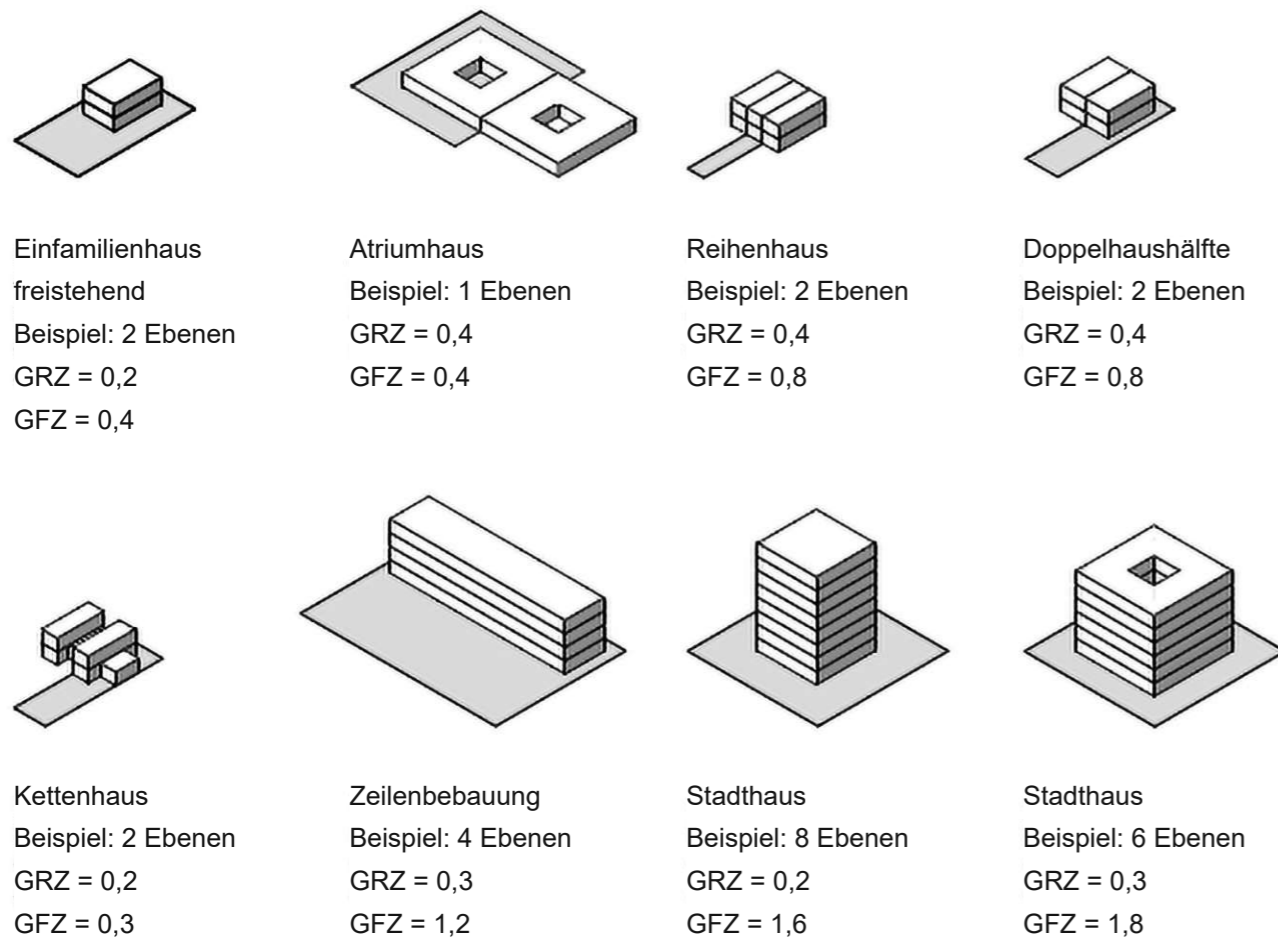 Einfamilienhaus
freistehend
Beispiel: 2 Ebenen
GRZ = 0,2
GFZ = 0,4
Atriumhaus
Beispiel: 1 Ebenen
GRZ = 0,4
GFZ = 0,4
Reihenhaus
Beispiel: 2 Ebenen
GRZ = 0,4
GFZ = 0,8
Doppelhaushälfte
Beispiel: 2 Ebenen
GRZ = 0,4
GFZ = 0,8
Kettenhaus
Beispiel: 2 Ebenen
GRZ = 0,2
GFZ = 0,3
Zeilenbebauung
Beispiel: 4 Ebenen
GRZ = 0,3
GFZ = 1,2
Stadthaus
Beispiel: 8 Ebenen
GRZ = 0,2
GFZ = 1,6
Stadthaus
Beispiel: 6 Ebenen
GRZ = 0,3
GFZ = 1,8